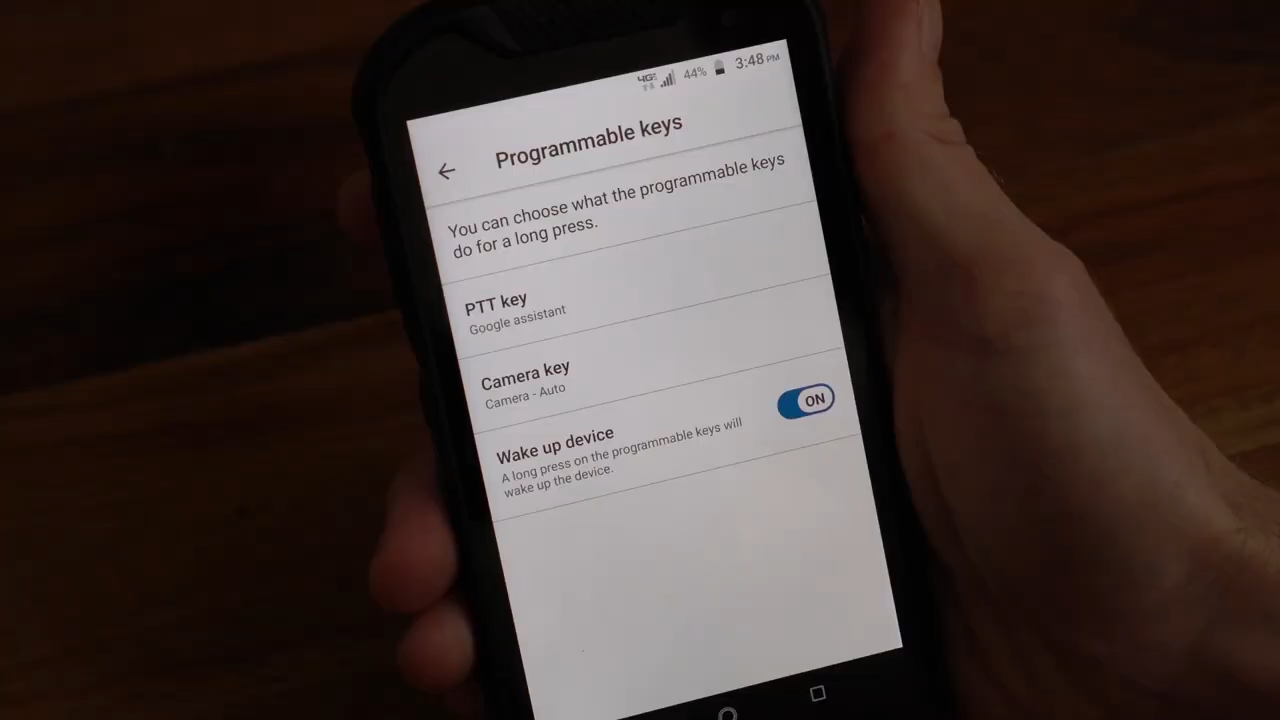 4GE 44% 3:48 PM
Programmable keys
You can choose what the programmable keys
do for a long press.
PTT key
Google assistant
Camera key
Camera - Auto
Wake up device
A long press on the programmable keys will
wake up the device.
ON